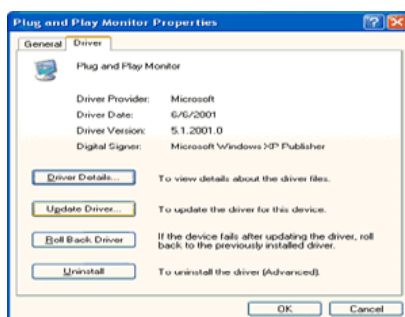 Plug and Play Monitor Properties
General Driver
Plug and Play Monitor
Driver Provider: Microsoft
Driver Date: 6/6/2001
Driver Version: 5.1.2001.0
Digital Signer: Microsoft Windows XP Publisher
Driver Details... To view details about the driver files.
Update Driver... To update the driver for this device.
Roll Back Driver If the device fails after updating the driver, roll
back to the previously installed driver.
Uninstall To uninstall the driver (Advanced).
OK Cancel